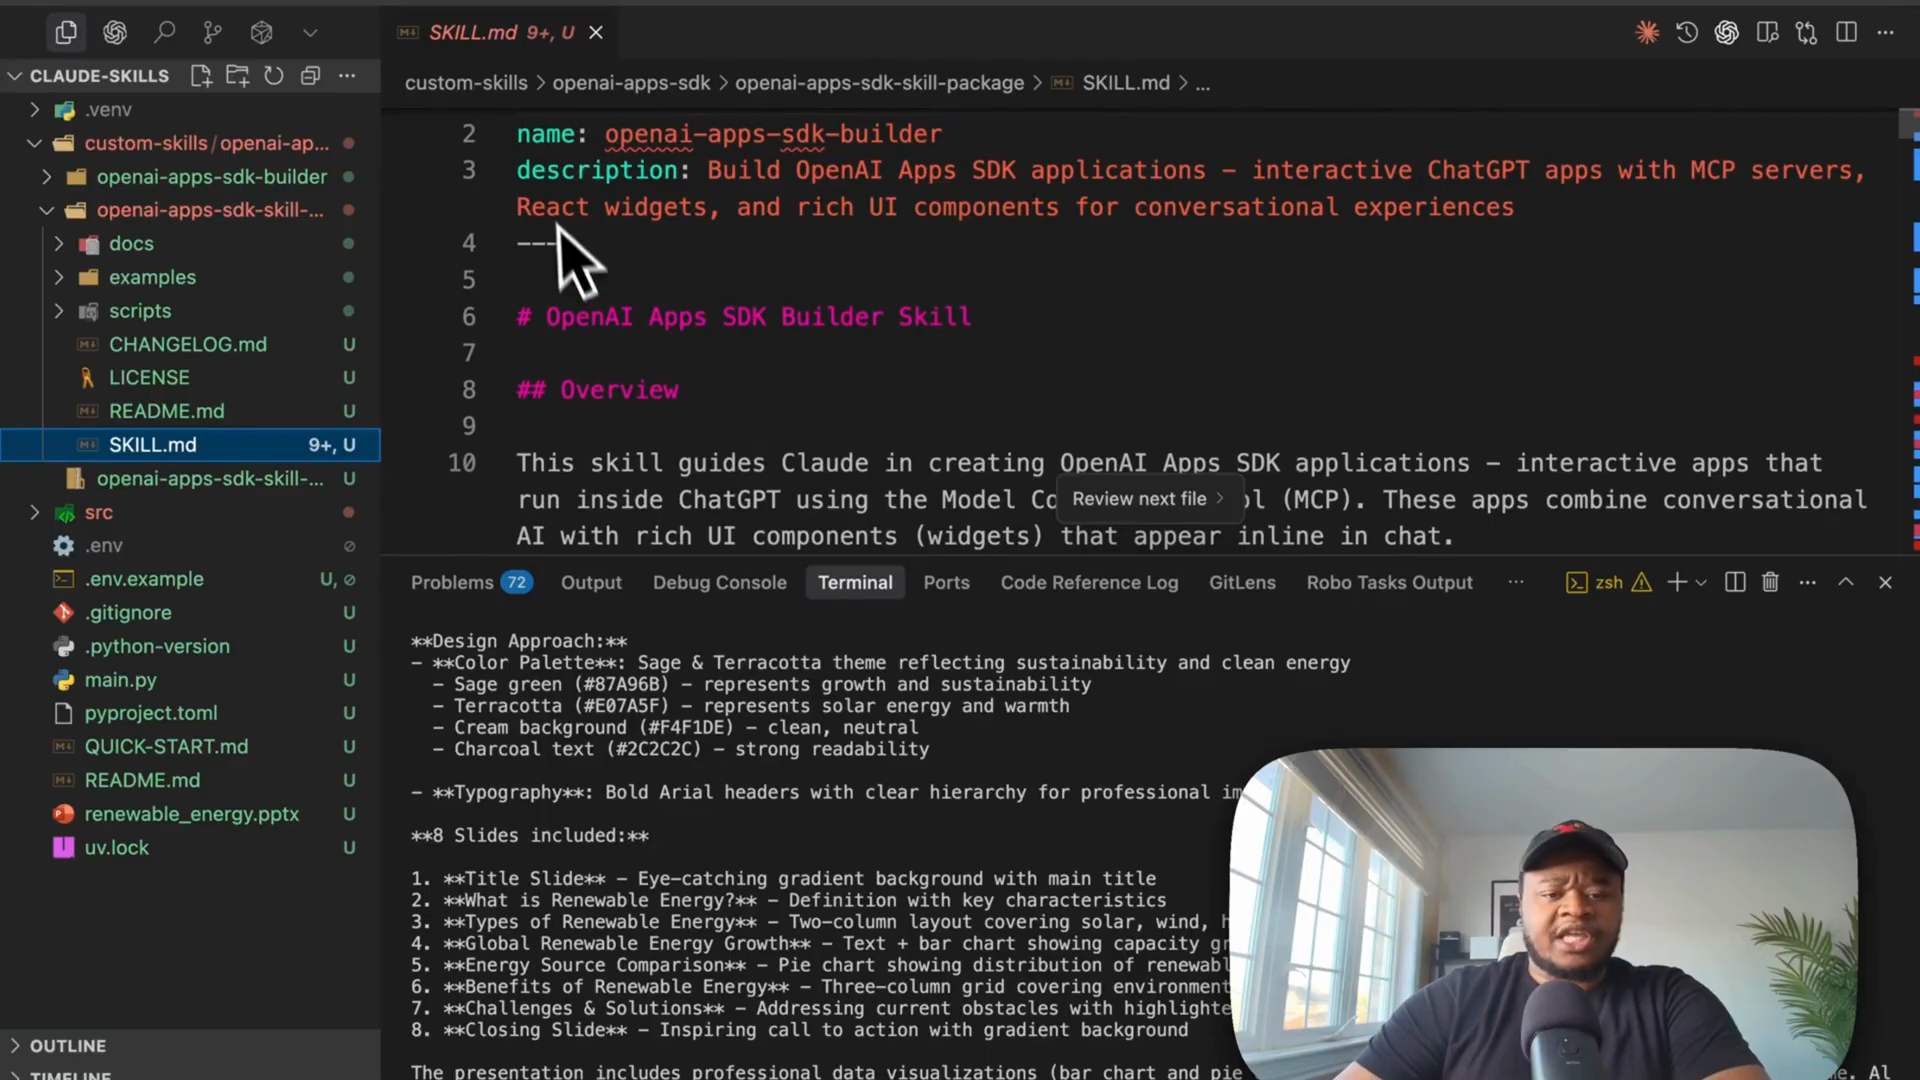 SKILL.md 9+, U
CLAUDE-SKILLS
custom-skills > openai-apps-sdk > openai-apps-sdk-skill-package > SKILL.md > ...
.venv
custom-skills/openai-ap...
openai-apps-sdk-builder
openai-apps-sdk-skill-...
docs
examples
scripts
CHANGELOG.md U
LICENSE U
README.md U
SKILL.md 9+, U
openai-apps-sdk-skill-... U
src
.env
.env.example U,
.gitignore U
.python-version U
main.py U
pyproject.toml U
QUICK-START.md U
README.md U
renewable_energy.pptx U
uv.lock U
OUTLINE
TIMELINE
2 name: openai-apps-sdk-builder
3 description: Build OpenAI Apps SDK applications - interactive ChatGPT apps with MCP servers,
React widgets, and rich UI components for conversational experiences
4 ---
5
6 # OpenAI Apps SDK Builder Skill
7
8 ## Overview
9
10 This skill guides Claude in creating OpenAI Apps SDK applications - interactive apps that
run inside ChatGPT using the Model Co ol (MCP). These apps combine conversational
Review next file >
AI with rich UI components (widgets) that appear inline in chat.
Problems 72 Output Debug Console Terminal Ports Code Reference Log GitLens Robo Tasks Output ... zsh
**Design Approach:**
- **Color Palette**: Sage & Terracotta theme reflecting sustainability and clean energy
- Sage green (#87A96B) - represents growth and sustainability
- Terracotta (#E07A5F) - represents solar energy and warmth
- Cream background (#F4F1DE) - clean, neutral
- Charcoal text (#2C2C2C) - strong readability
- **Typography**: Bold Arial headers with clear hierarchy for professional im
**8 Slides included:**
1. **Title Slide** - Eye-catching gradient background with main title
2. **What is Renewable Energy?** - Definition with key characteristics
3. **Types of Renewable Energy** - Two-column layout covering solar, wind, h
4. **Global Renewable Energy Growth** - Text + bar chart showing capacity gr
5. **Energy Source Comparison** - Pie chart showing distribution of renewabl
6. **Benefits of Renewable Energy** - Three-column grid covering environment
7. **Challenges & Solutions** - Addressing current obstacles with highlighte
8. **Closing Slide** - Inspiring call to action with gradient background
The presentation includes professional data visualizations (bar chart and pie e. Al